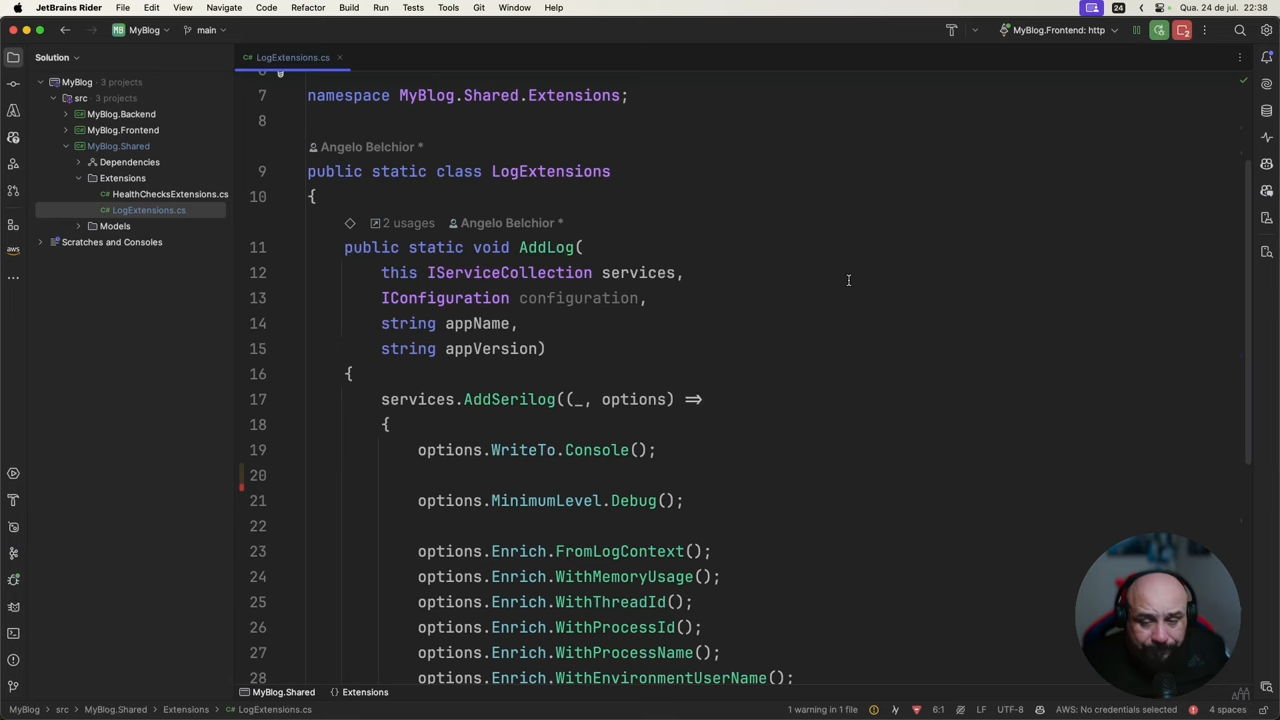 JetBrains Rider File Edit View Navigate Code Refactor Build Run Tests Tools Git Window Help 24 Qua. 24 de jul. 22:38
MB MyBlog main MyBlog.Frontend: http 2
Solution
C# LogExtensions.cs
MyBlog 3 projects
src 3 projects
MyBlog.Backend
MyBlog.Frontend
MyBlog.Shared
Dependencies
Extensions
C# HealthChecksExtensions.cs
C# LogExtensions.cs
Models
Scratches and Consoles
aws
7 namespace MyBlog.Shared.Extensions;
8
Angelo Belchior *
9 public static class LogExtensions
10 {
2 usages Angelo Belchior *
11 public static void AddLog(
12 this IServiceCollection services,
13 IConfiguration configuration,
14 string appName,
15 string appVersion)
16 {
17 services.AddSerilog((_, options) =>
18 {
19 options.WriteTo.Console();
20
21 options.MinimumLevel.Debug();
22
23 options.Enrich.FromLogContext();
24 options.Enrich.WithMemoryUsage();
25 options.Enrich.WithThreadId();
26 options.Enrich.WithProcessId();
27 options.Enrich.WithProcessName();
28 options.Enrich.WithEnvironmentUserName();
MyBlog.Shared {} Extensions
MyBlog > src > MyBlog.Shared > Extensions > C# LogExtensions.cs 1 warning in 1 file 6:1 LF UTF-8 AWS: No credentials selected 4 spaces